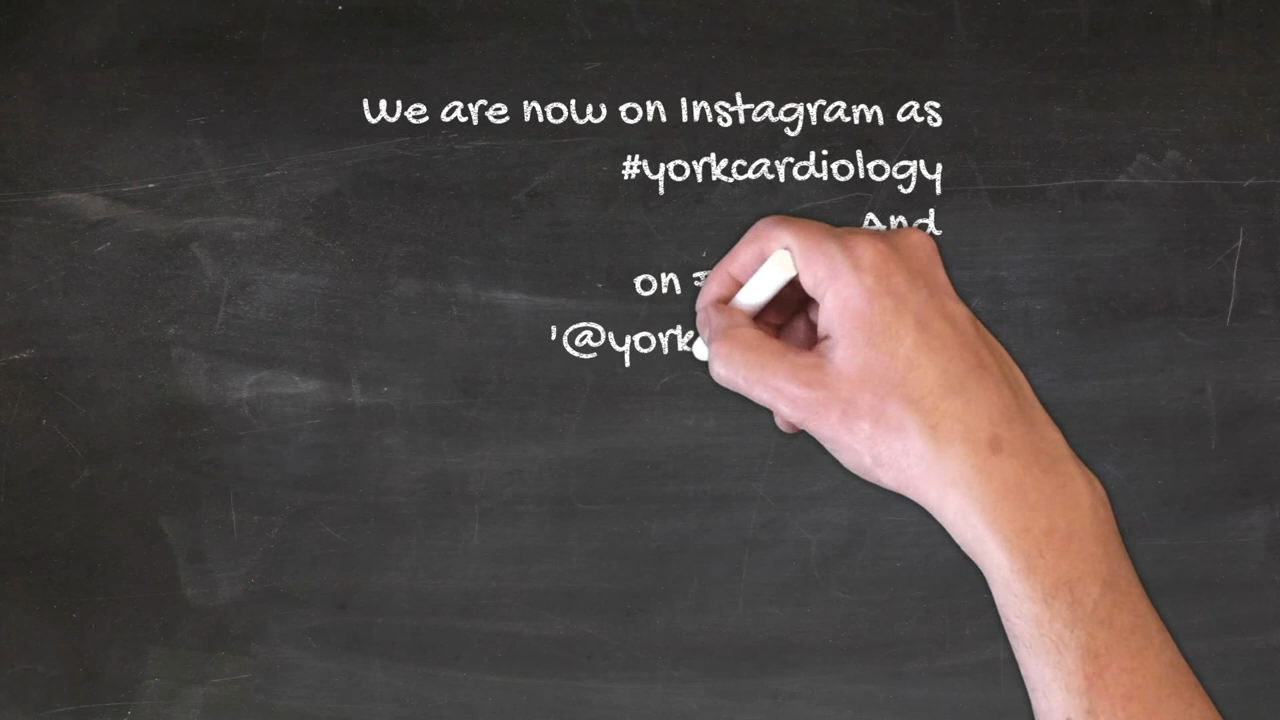 We are now on Instagram as
#yorkcardiology
And
on
'@york